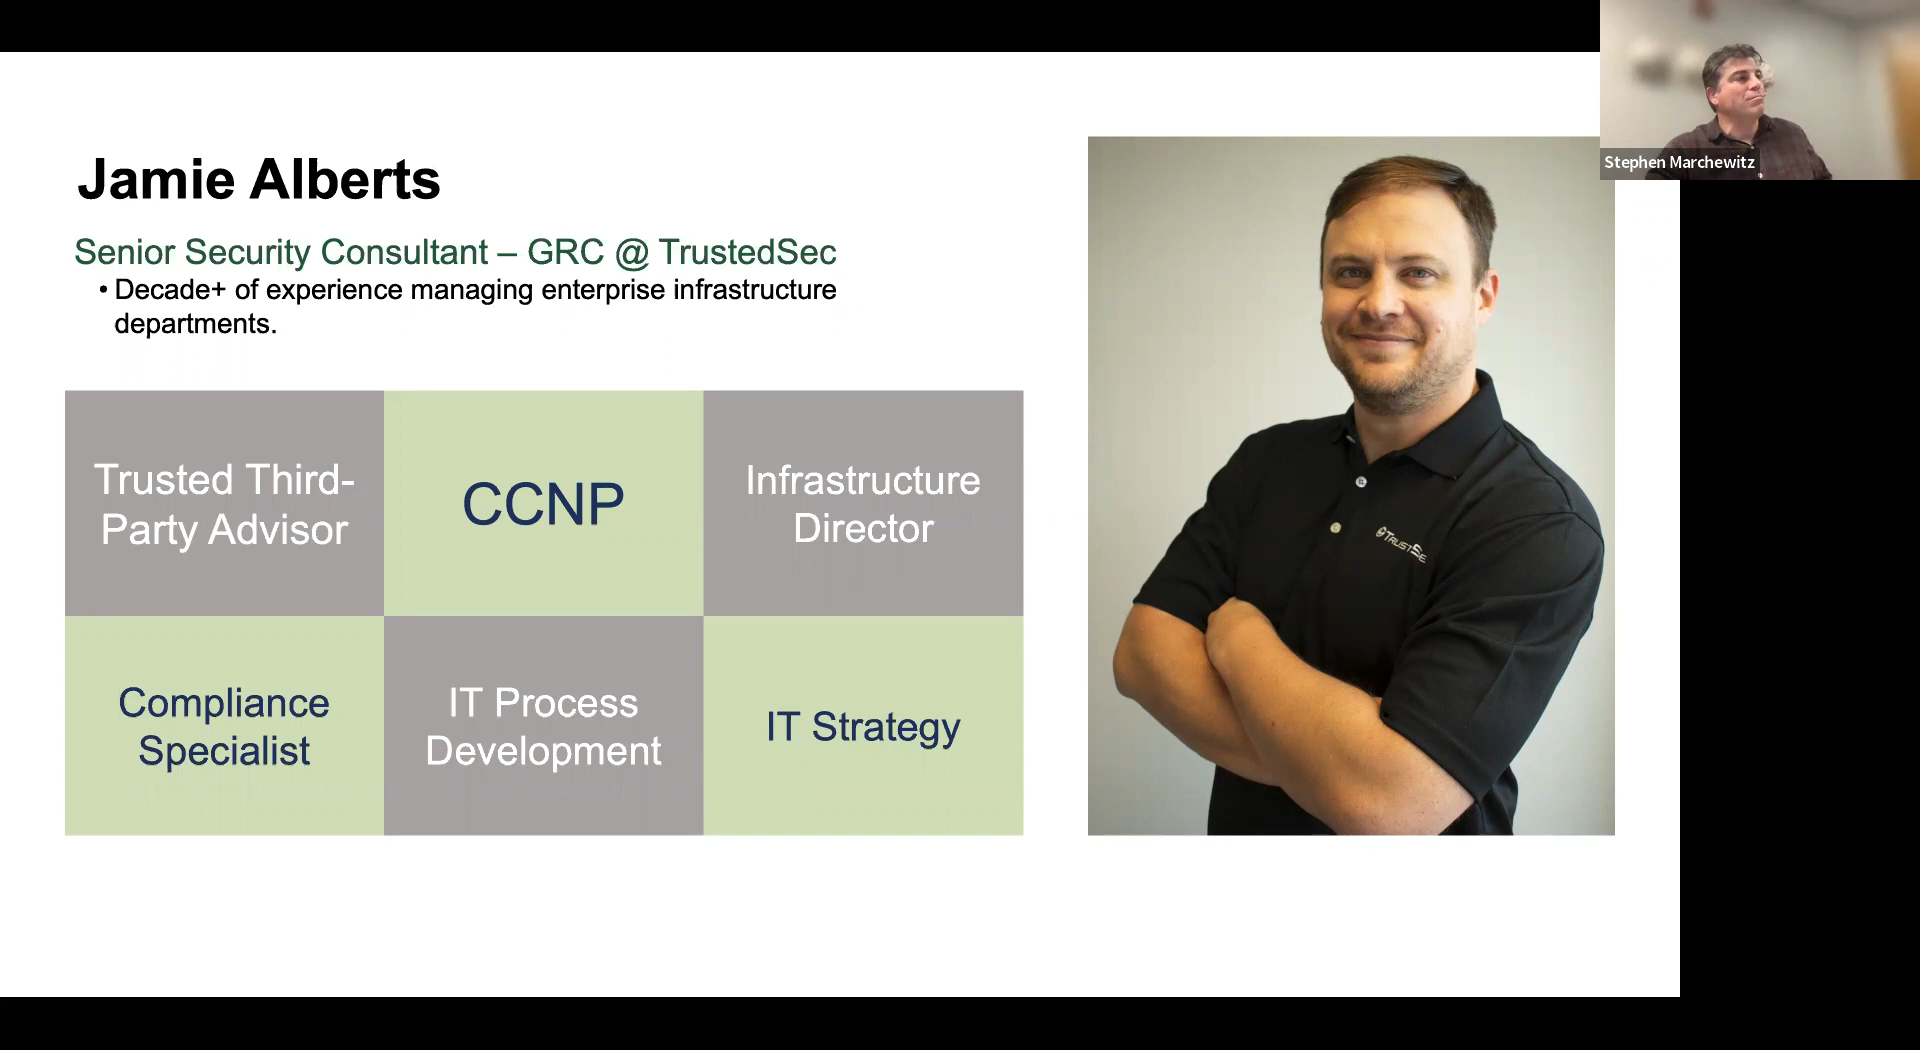 Stephen Marchewitz
Jamie Alberts
Senior Security Consultant – GRC @ TrustedSec
• Decade+ of experience managing enterprise infrastructure
departments.
Trusted Third-
Party Advisor
CCNP
Infrastructure
Director
Compliance
Specialist
IT Process
Development
IT Strategy